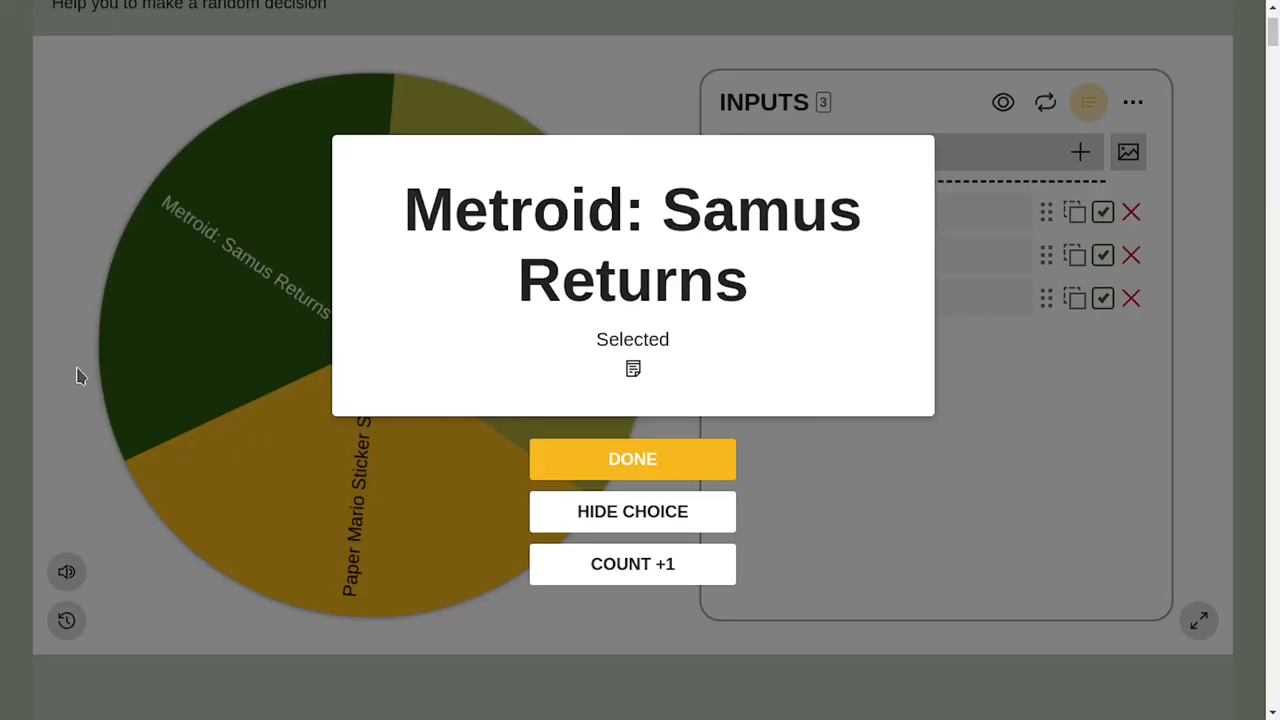 Help you to make a random decision
INPUTS 3
Metroid: Samus
Returns
Selected
Metroid: Samus Returns
Paper Mario Sticker S
DONE
HIDE CHOICE
COUNT +1